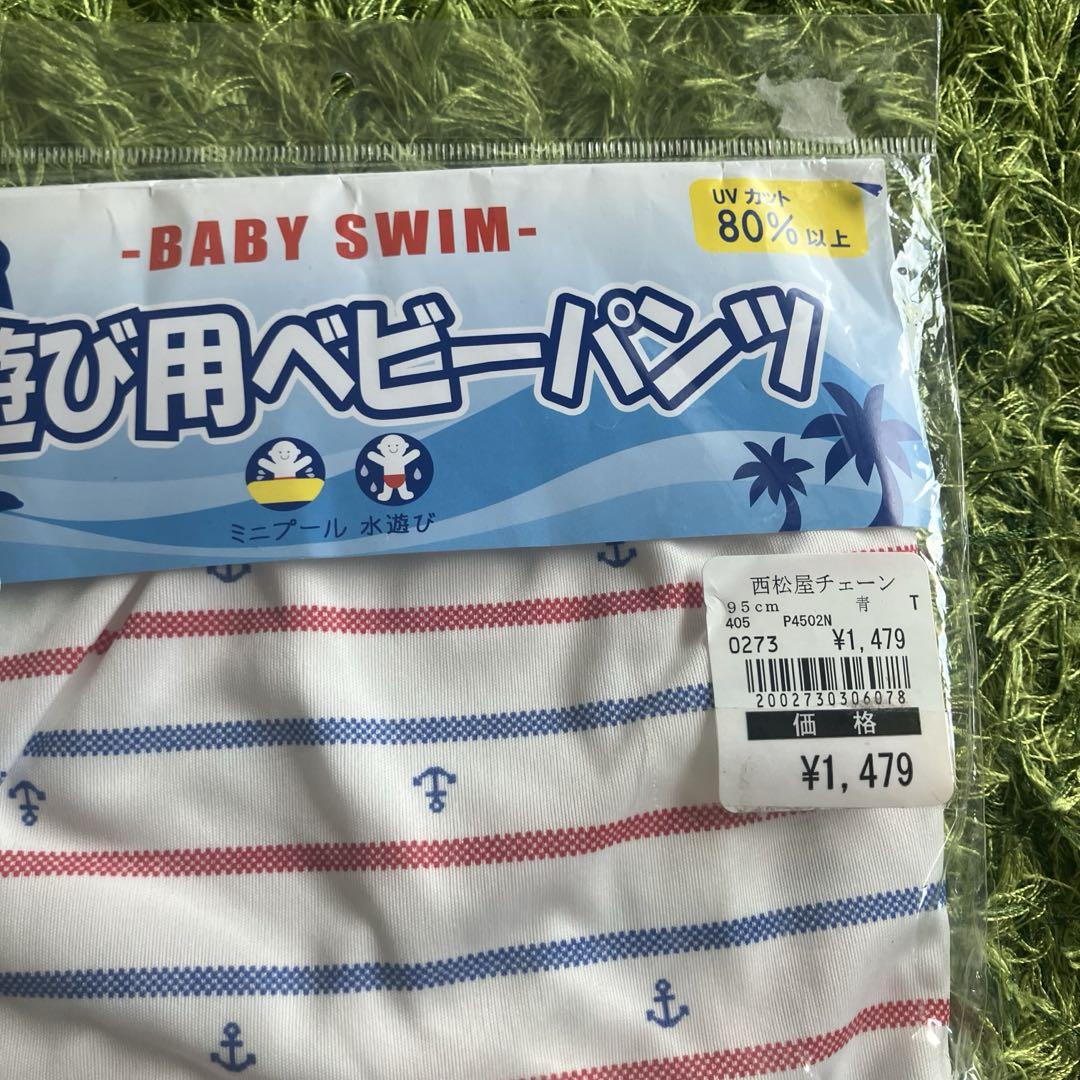 -BABY SWIM-
UV カット
80%以上
遊び用ベビーパンツ
ミニプール 水遊び
西松屋チェーン
95cm 青 T
405 P4502N
0273 ¥1,479
2002730306078
価格
¥1,479